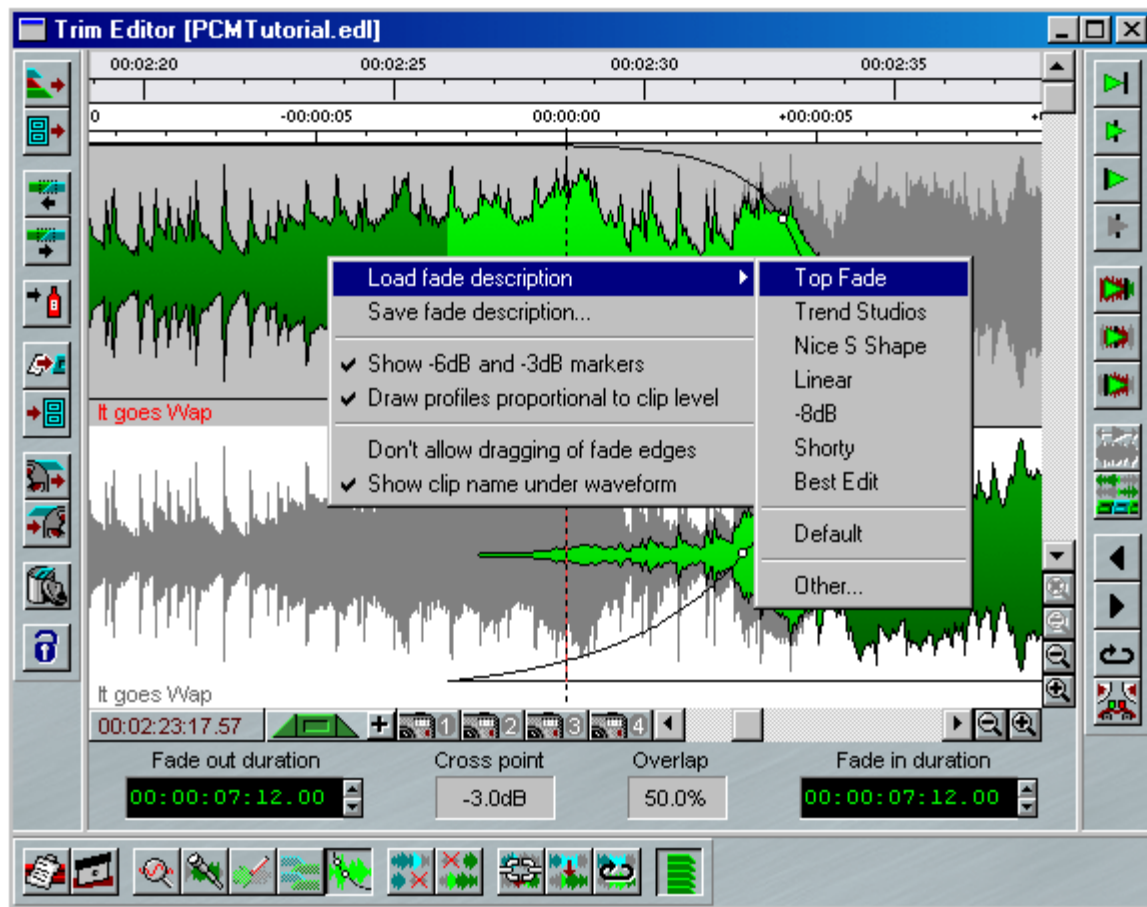 Trim Editor [PCMTutorial.edl]
00:02:20 00:02:25 00:02:30 00:02:35
0 -00:00:05 00:00:00 +00:00:05
Load fade description
Save fade description...
Show -6dB and -3dB markers
Draw profiles proportional to clip level
Don't allow dragging of fade edges
Show clip name under waveform
Top Fade
Trend Studios
Nice S Shape
Linear
-8dB
Shorty
Best Edit
Default
Other...
It goes Wap
It goes Wap
00:02:23:17.57 1 2 3 4
Fade out duration Cross point Overlap Fade in duration
00:00:07:12.00 -3.0dB 50.0% 00:00:07:12.00